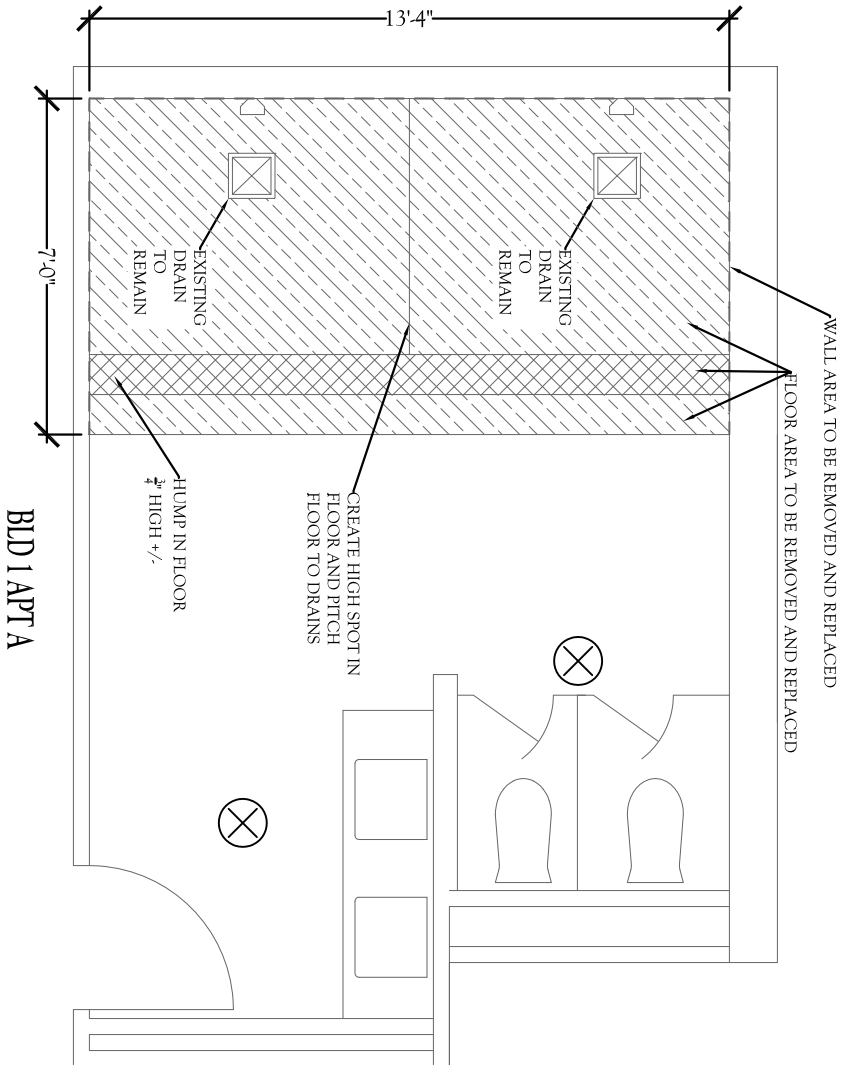 13'-4"
7'-0"
WALL AREA TO BE REMOVED AND REPLACED
FLOOR AREA TO BE REMOVED AND REPLACED
EXISTING
DRAIN
TO
REMAIN
EXISTING
DRAIN
TO
REMAIN
CREATE HIGH SPOT IN
FLOOR AND PITCH
FLOOR TO DRAINS
HUMP IN FLOOR
3/4" HIGH +/-
BLD 1 APT A